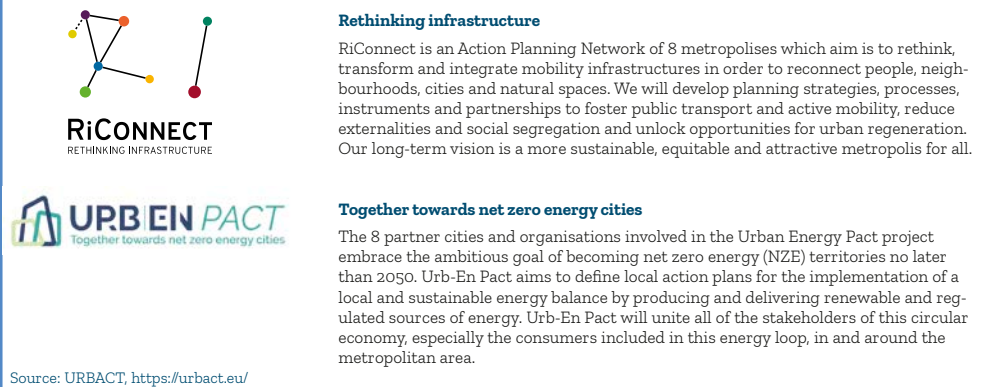 Rethinking infrastructure
RiConnect is an Action Planning Network of 8 metropolises which aim is to rethink,
transform and integrate mobility infrastructures in order to reconnect people, neigh-
bourhoods, cities and natural spaces. We will develop planning strategies, processes,
instruments and partnerships to foster public transport and active mobility, reduce
externalities and social segregation and unlock opportunities for urban regeneration.
Our long-term vision is a more sustainable, equitable and attractive metropolis for all.
RICONNECT
RETHINKING INFRASTRUCTURE
URB EN PACT
Together towards net zero energy cities
Together towards net zero energy cities
The 8 partner cities and organisations involved in the Urban Energy Pact project
embrace the ambitious goal of becoming net zero energy (NZE) territories no later
than 2050. Urb-En Pact aims to define local action plans for the implementation of a
local and sustainable energy balance by producing and delivering renewable and reg-
ulated sources of energy. Urb-En Pact will unite all of the stakeholders of this circular
economy, especially the consumers included in this energy loop, in and around the
metropolitan area.
Source: URBACT, https://urbact.eu/